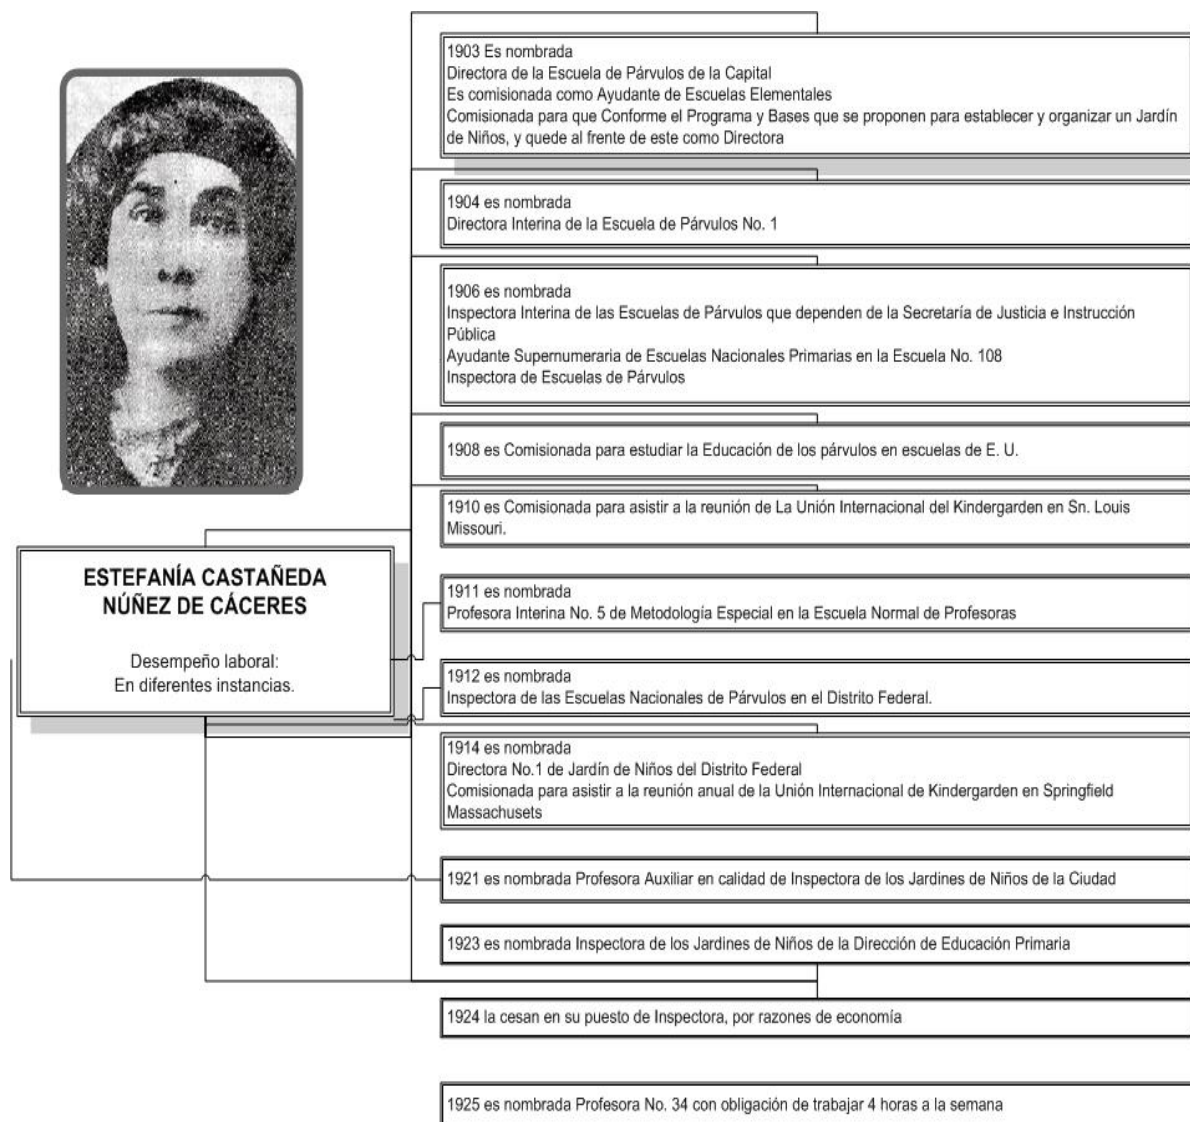 1903 Es nombrada
Directora de la Escuela de Párvulos de la Capital
Es comisionada como Ayudante de Escuelas Elementales
Comisionada para que Conforme el Programa y Bases que se proponen para establecer y organizar un Jardín
de Niños, y quede al frente de este como Directora
1904 es nombrada
Directora Interina de la Escuela de Párvulos No. 1
1906 es nombrada
Inspectora Interina de las Escuelas de Párvulos que dependen de la Secretaría de Justicia e Instrucción
Pública
Ayudante Supernumeraria de Escuelas Nacionales Primarias en la Escuela No. 108
Inspectora de Escuelas de Párvulos
1908 es Comisionada para estudiar la Educación de los párvulos en escuelas de E. U.
1910 es Comisionada para asistir a la reunión de La Unión Internacional del Kindergarden en Sn. Louis
Missouri.
ESTEFANÍA CASTAÑEDA
NÚÑEZ DE CÁCERES
Desempeño laboral:
En diferentes instancias.
1911 es nombrada
Profesora Interina No. 5 de Metodología Especial en la Escuela Normal de Profesoras
1912 es nombrada
Inspectora de las Escuelas Nacionales de Párvulos en el Distrito Federal.
1914 es nombrada
Directora No.1 de Jardín de Niños del Distrito Federal
Comisionada para asistir a la reunión anual de la Unión Internacional de Kindergarden en Springfield
Massachusets
1921 es nombrada Profesora Auxiliar en calidad de Inspectora de los Jardines de Niños de la Ciudad
1923 es nombrada Inspectora de los Jardines de Niños de la Dirección de Educación Primaria
1924 la cesan en su puesto de Inspectora, por razones de economía
1925 es nombrada Profesora No. 34 con obligación de trabajar 4 horas a la semana